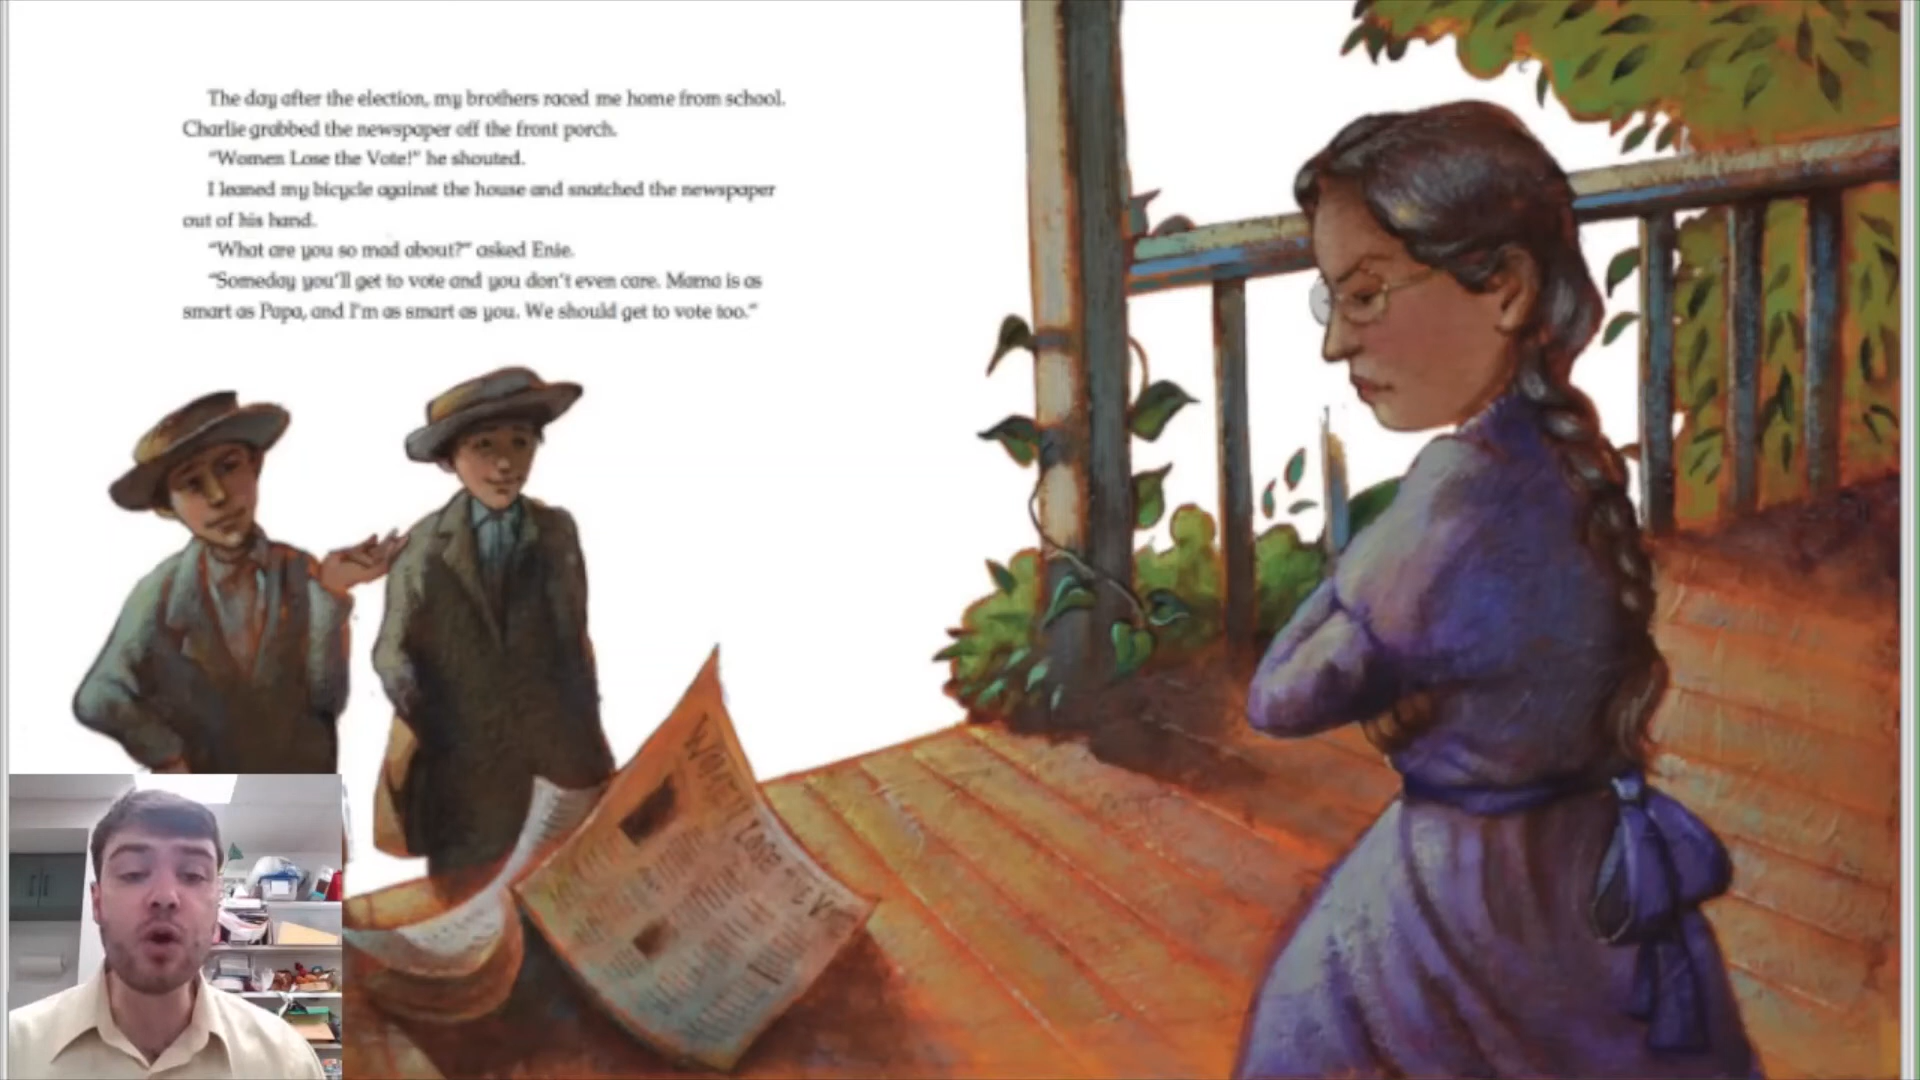 The day after the election, my brothers raced me home from school.
Charlie grabbed the newspaper off the front porch.
"Women Lose the Vote!" he shouted.
I leaned my bicycle against the house and snatched the newspaper
out of his hand.
"What are you so mad about?" asked Enie.
"Someday you'll get to vote and you don't even care. Mama is as
smart as Papa, and I'm as smart as you. We should get to vote too."